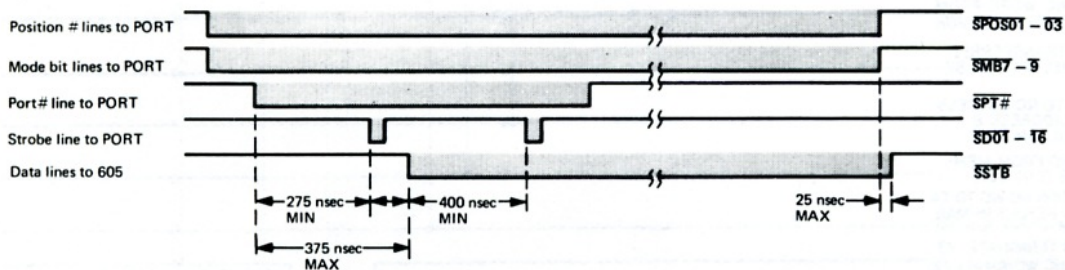 Position # lines to PORT
SPOS01 – 03
Mode bit lines to PORT
SMB7 – 9
Port# line to PORT
SPT#
Strobe line to PORT
SD01 – 16
Data lines to 605
SSTB
275 nsec
MIN
400 nsec
MIN
25 nsec
MAX
375 nsec
MAX